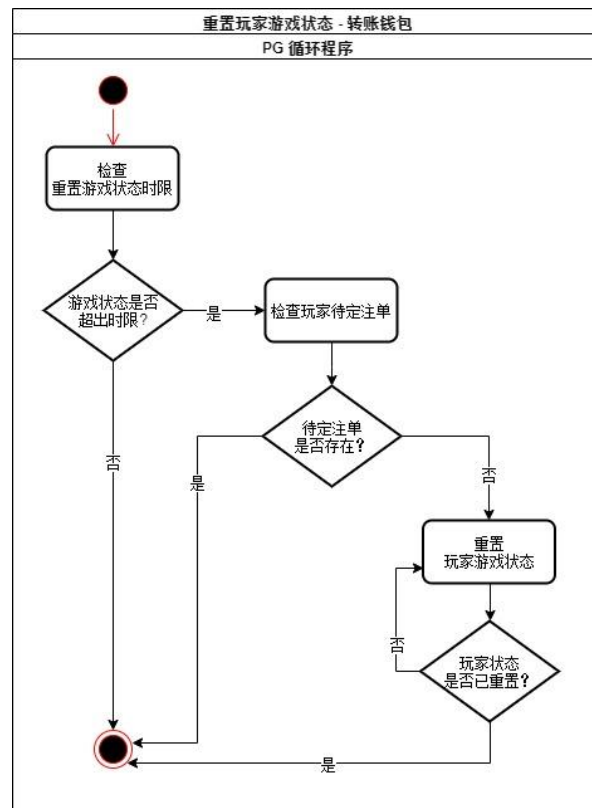 重置玩家游戏状态 - 转账钱包
PG 循环程序
检查
重置游戏状态时限
游戏状态是否
超出时限?
是
检查玩家待定注单
待定注单
是否存在?
否
是
否
重置
玩家游戏状态
否
玩家状态
是否已重置?
是